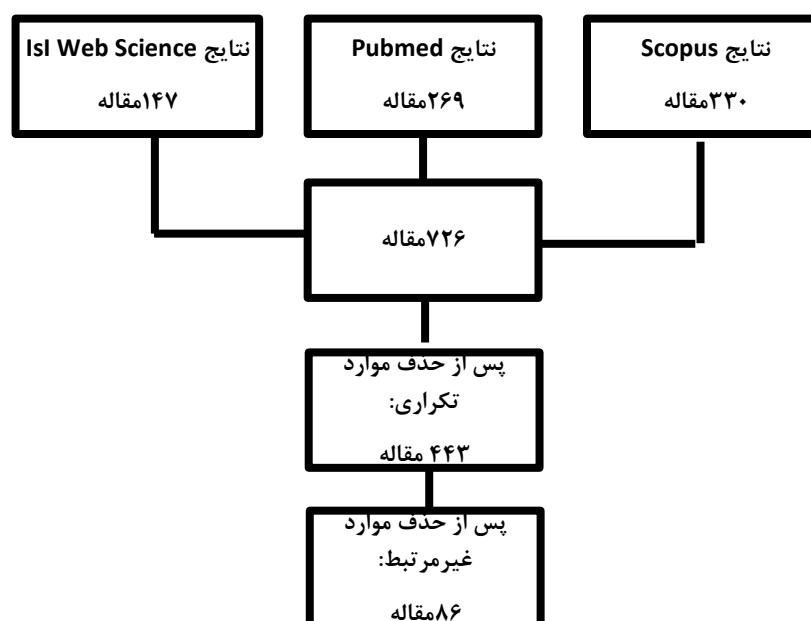 نتایج IsI Web Science
۱۴۷مقاله
نتایج Pubmed
۲۶۹مقاله
نتایج Scopus
۳۳۰مقاله
۷۲۶مقاله
پس از حذف موارد
تکراری:
۴۴۳ مقاله
پس از حذف موارد
غیرمرتبط:
۸۶مقاله